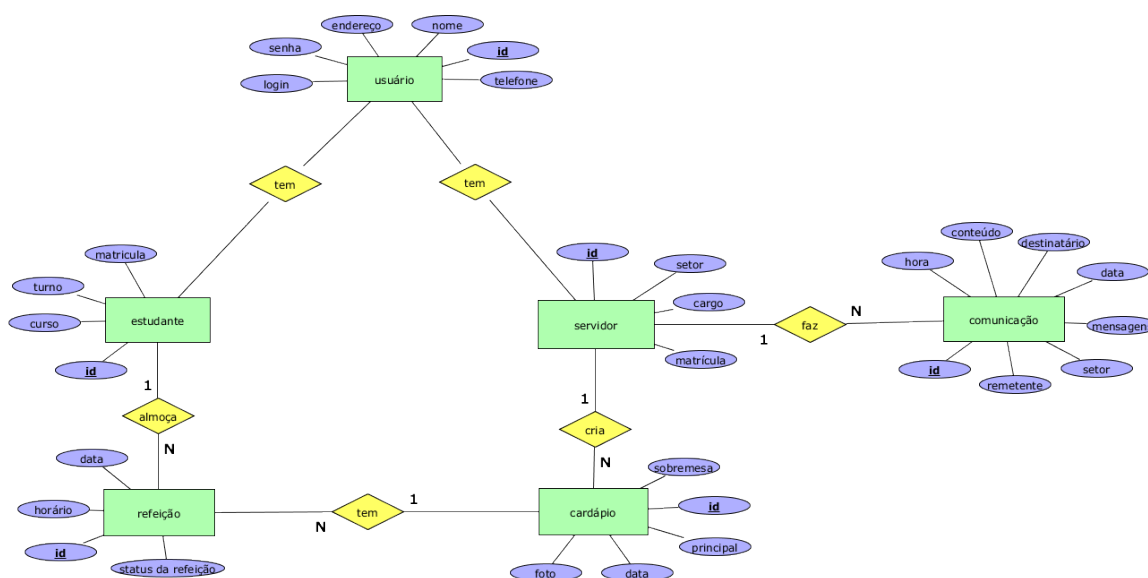 endereço
nome
senha
id
usuário
login
telefone
tem
tem
matricula
turno
estudante
curso
id
1
almoça
N
data
horário
refeição
id
status da refeição
N
tem
1
id
setor
cargo
servidor
matrícula
1
faz
N
conteúdo
destinatário
hora
data
comunicação
mensagen
id
setor
remetente
1
cria
N
sobremesa
id
cardápio
principal
foto
data